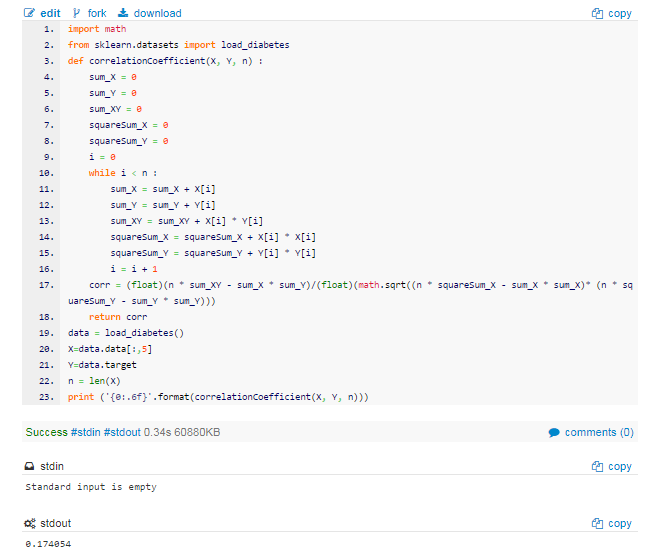 edit fork download copy
1. import math
2. from sklearn.datasets import load_diabetes
3. def correlationCoefficient(X, Y, n) :
4. sum_X = 0
5. sum_Y = 0
6. sum_XY = 0
7. squareSum_X = 0
8. squareSum_Y = 0
9. i = 0
10. while i < n :
11. sum_X = sum_X + X[i]
12. sum_Y = sum_Y + Y[i]
13. sum_XY = sum_XY + X[i] * Y[i]
14. squareSum_X = squareSum_X + X[i] * X[i]
15. squareSum_Y = squareSum_Y + Y[i] * Y[i]
16. i = i + 1
17. corr = (float)(n * sum_XY - sum_X * sum_Y)/(float)(math.sqrt((n * squareSum_X - sum_X * sum_X)* (n * sq
uareSum_Y - sum_Y * sum_Y)))
18. return corr
19. data = load_diabetes()
20. X=data.data[:,5]
21. Y=data.target
22. n = len(X)
23. print ('{0:.6f}'.format(correlationCoefficient(X, Y, n)))
Success #stdin #stdout 0.34s 60880KB comments (0)
stdin copy
Standard input is empty
stdout copy
0.174054